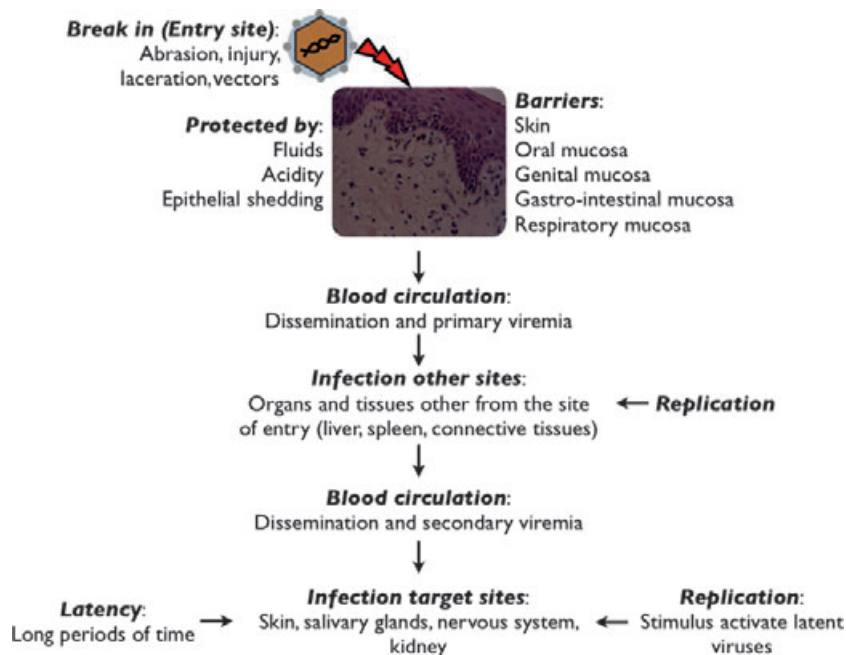 Break in (Entry site):
Abrasion, injury,
laceration, vectors
Protected by:
Fluids
Acidity
Epithelial shedding
Barriers:
Skin
Oral mucosa
Genital mucosa
Gastro-intestinal mucosa
Respiratory mucosa
Blood circulation:
Dissemination and primary viremia
Infection other sites:
Organs and tissues other from the site
of entry (liver, spleen, connective tissues)
Replication
Blood circulation:
Dissemination and secondary viremia
Latency:
Long periods of time
Infection target sites:
Skin, salivary glands, nervous system,
kidney
Replication:
Stimulus activate latent
viruses